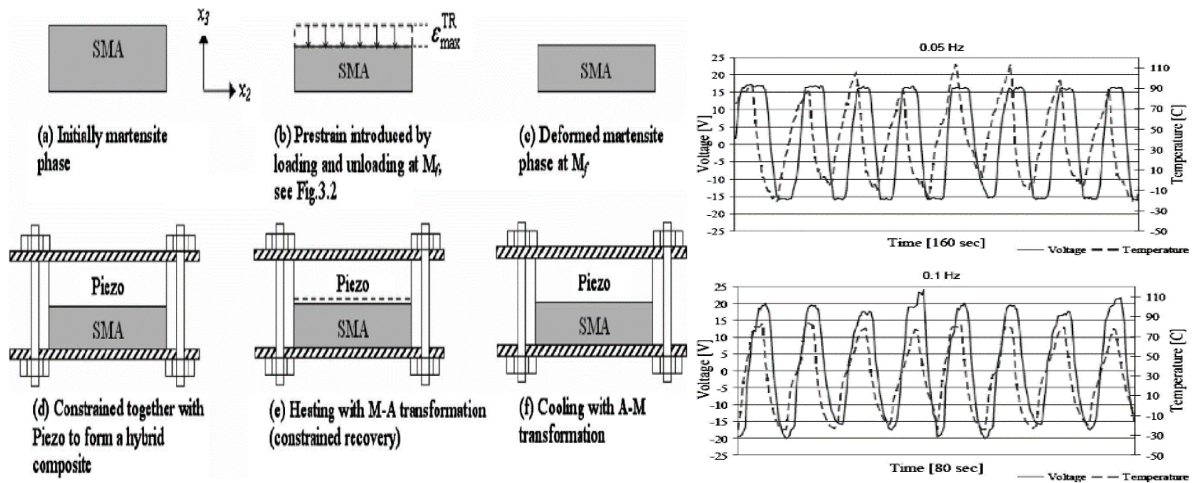 x3
SMA
x2
(a) Initially martensite
phase
εmaxTR
SMA
(b) Prestrain introduced by
loading and unloading at Mf,
see Fig.3.2
SMA
(c) Deformed martensite
phase at Mf
Piezo
SMA
(d) Constrained together with
Piezo to form a hybrid
composite
Piezo
SMA
(e) Hesting with M-A transformation
(constrained recovery)
Piezo
SMA
(f) Cooling with A-M
transformation
0.05 Hz
Voltage [V]
25
20
15
10
5
0
-5
-10
-15
-20
-25
110
90
70
50
30
10
-10
-30
-50
Temperature [C]
Time [160 sec]
Voltage
Temperature
0.1 Hz
Voltage [V]
25
20
15
10
5
0
-5
-10
-15
-20
-25
110
90
70
50
30
10
-10
-30
-50
Temperature [C]
Time [80 sec]
Voltage
Temperature